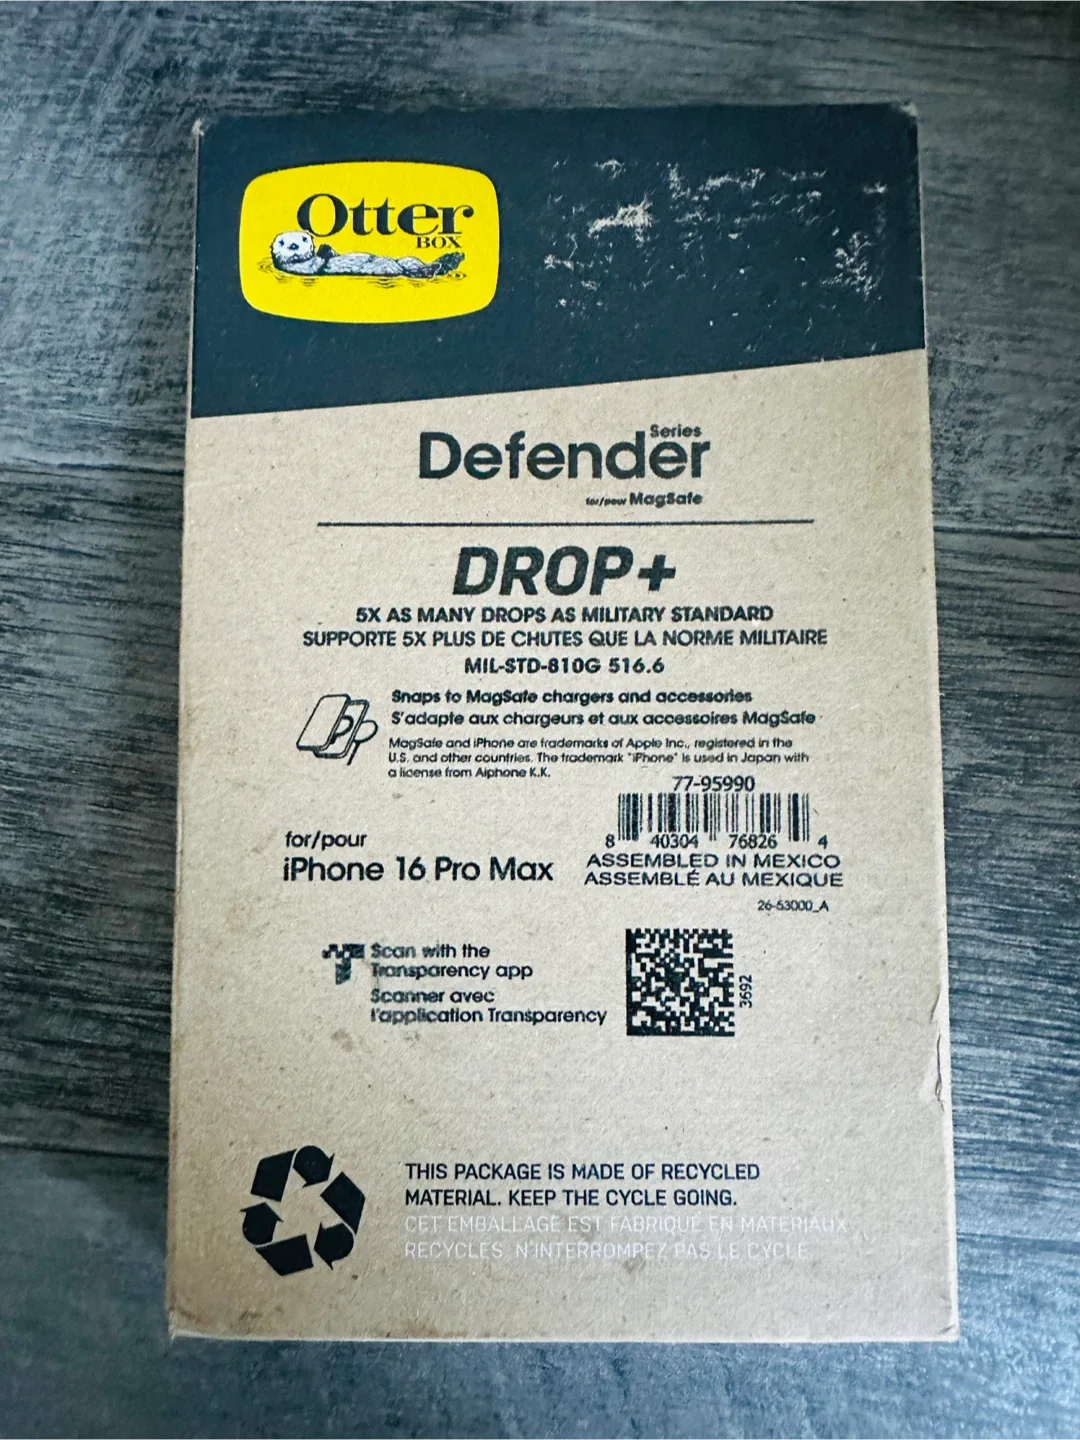 Otter
BOX
Defender Series
for/pour MagSafe
DROP+
5X AS MANY DROPS AS MILITARY STANDARD
SUPPORTE 5X PLUS DE CHUTES QUE LA NORME MILITAIRE
MIL-STD-810G 516.6
Snaps to MagSafe chargers and accessories
S'adapte aux chargeurs et aux accessoires MagSafe
MagSafe and iPhone are trademarks of Apple Inc., registered in the
U.S. and other countries. The trademark "iPhone" is used in Japan with
a license from Aiphone K.K.
77-95990
8 40304 76826 4
ASSEMBLED IN MEXICO
ASSEMBLÉ AU MEXIQUE
26-53000_A
for/pour
iPhone 16 Pro Max
Scan with the
Transparency app
Scanner avec
l'application Transparency
3692
THIS PACKAGE IS MADE OF RECYCLED
MATERIAL. KEEP THE CYCLE GOING.
CET EMBALLAGE EST FABRIQUÉ EN MATÉRIAUX
RECYCLÉS. N'INTERROMPEZ PAS LE CYCLE.